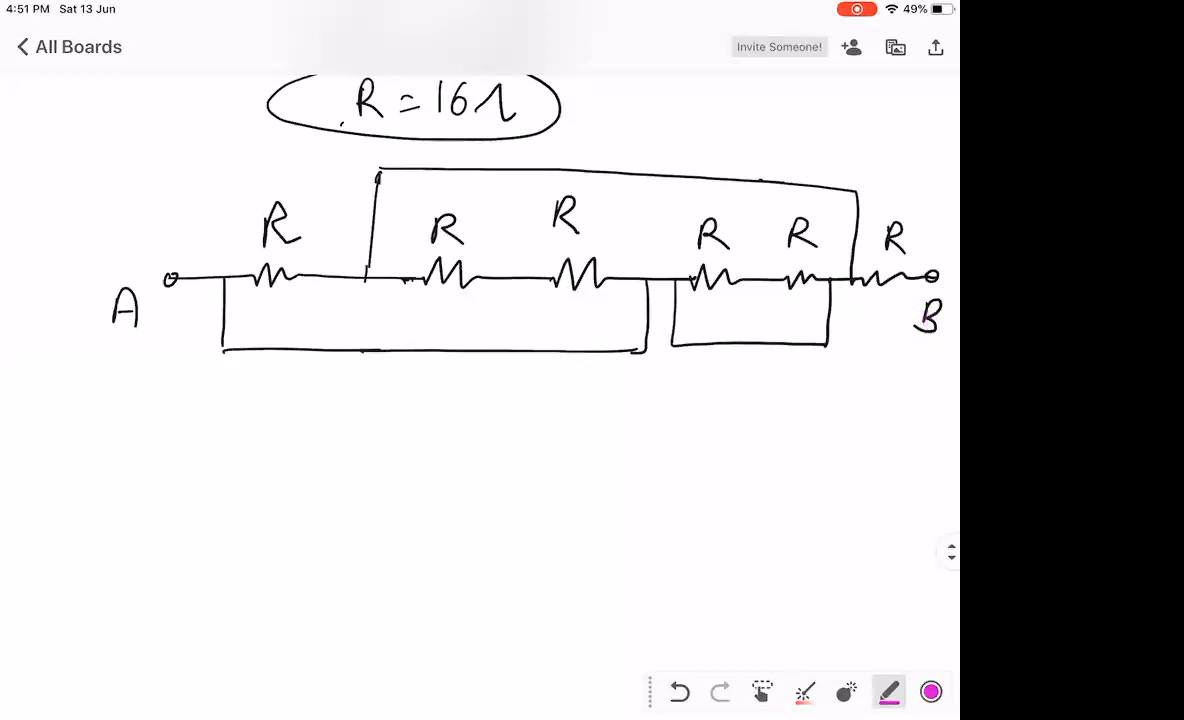 4:51 PM Sat 13 Jun
49%
All Boards
Invite Someone!
R = 16Ω
R R R R R R
A B